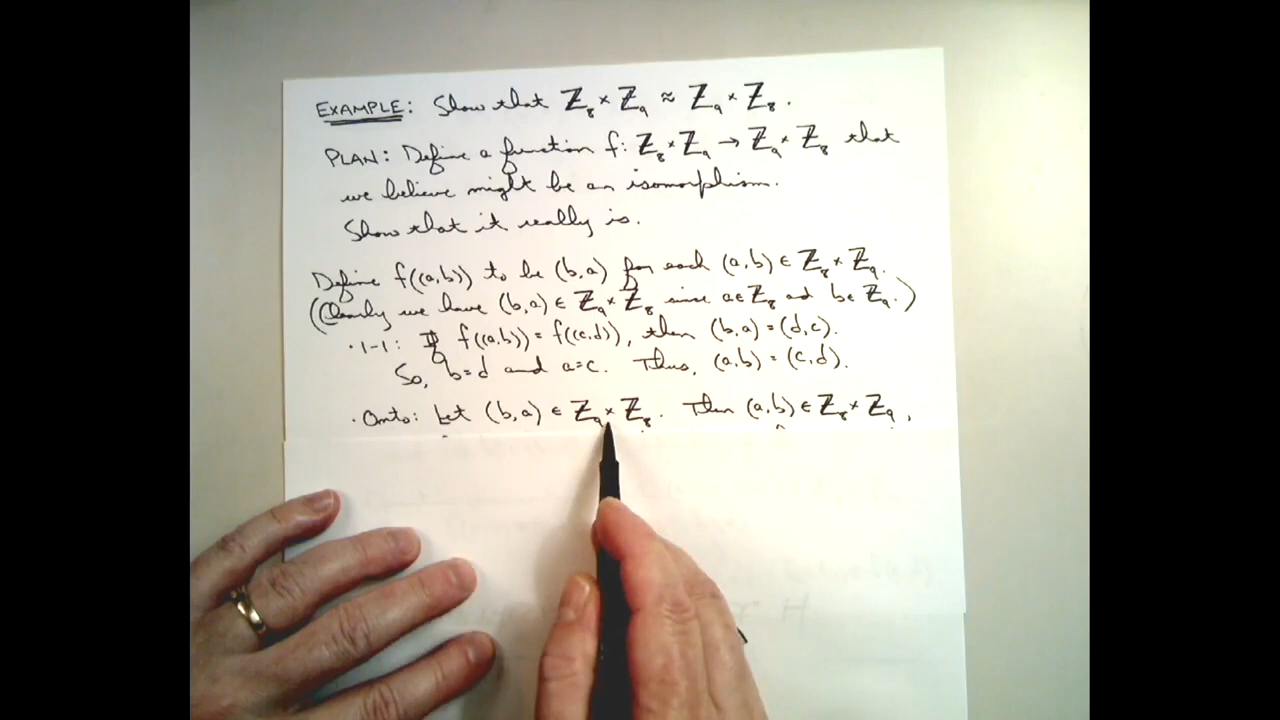 EXAMPLE: Show that ℤ₈ × ℤ₉ ≈ ℤ₉ × ℤ₈.
PLAN: Define a function f: ℤ₈ × ℤ₉ → ℤ₉ × ℤ₈ that
we believe might be an isomorphism.
Show that it really is.
Define f((a,b)) to be (b,a) for each (a,b) ∈ ℤ₈ × ℤ₉.
(Clearly we have (b,a) ∈ ℤ₉ × ℤ₈ since a ∈ ℤ₈ and b ∈ ℤ₉.)
• 1-1: If f((a,b)) = f((c,d)), then (b,a) = (d,c).
So, b=d and a=c. Thus, (a,b) = (c,d).
• Onto: Let (b,a) ∈ ℤ₉ × ℤ₈. Then (a,b) ∈ ℤ₈ × ℤ₉,